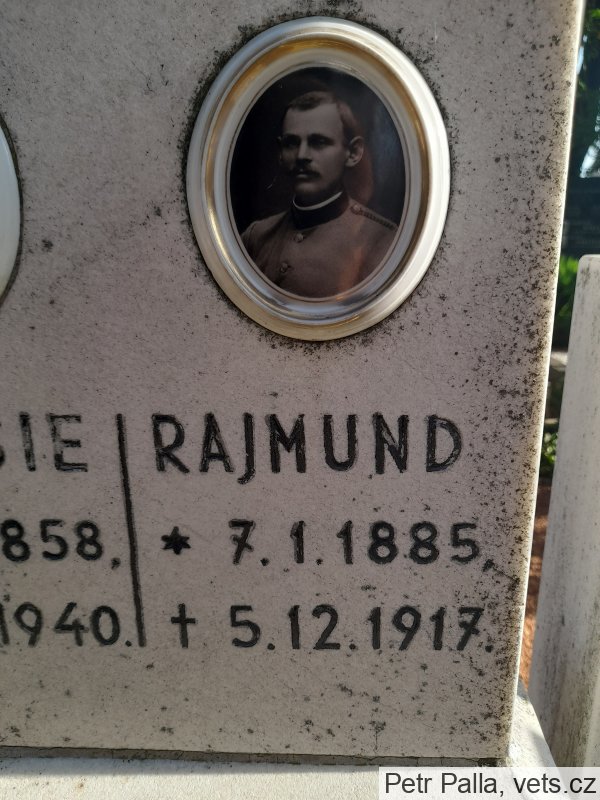 SIE
RAJMUND
858,
* 7.1.1885,
1940.
† 5.12.1917.
Petr Palla, vets.cz